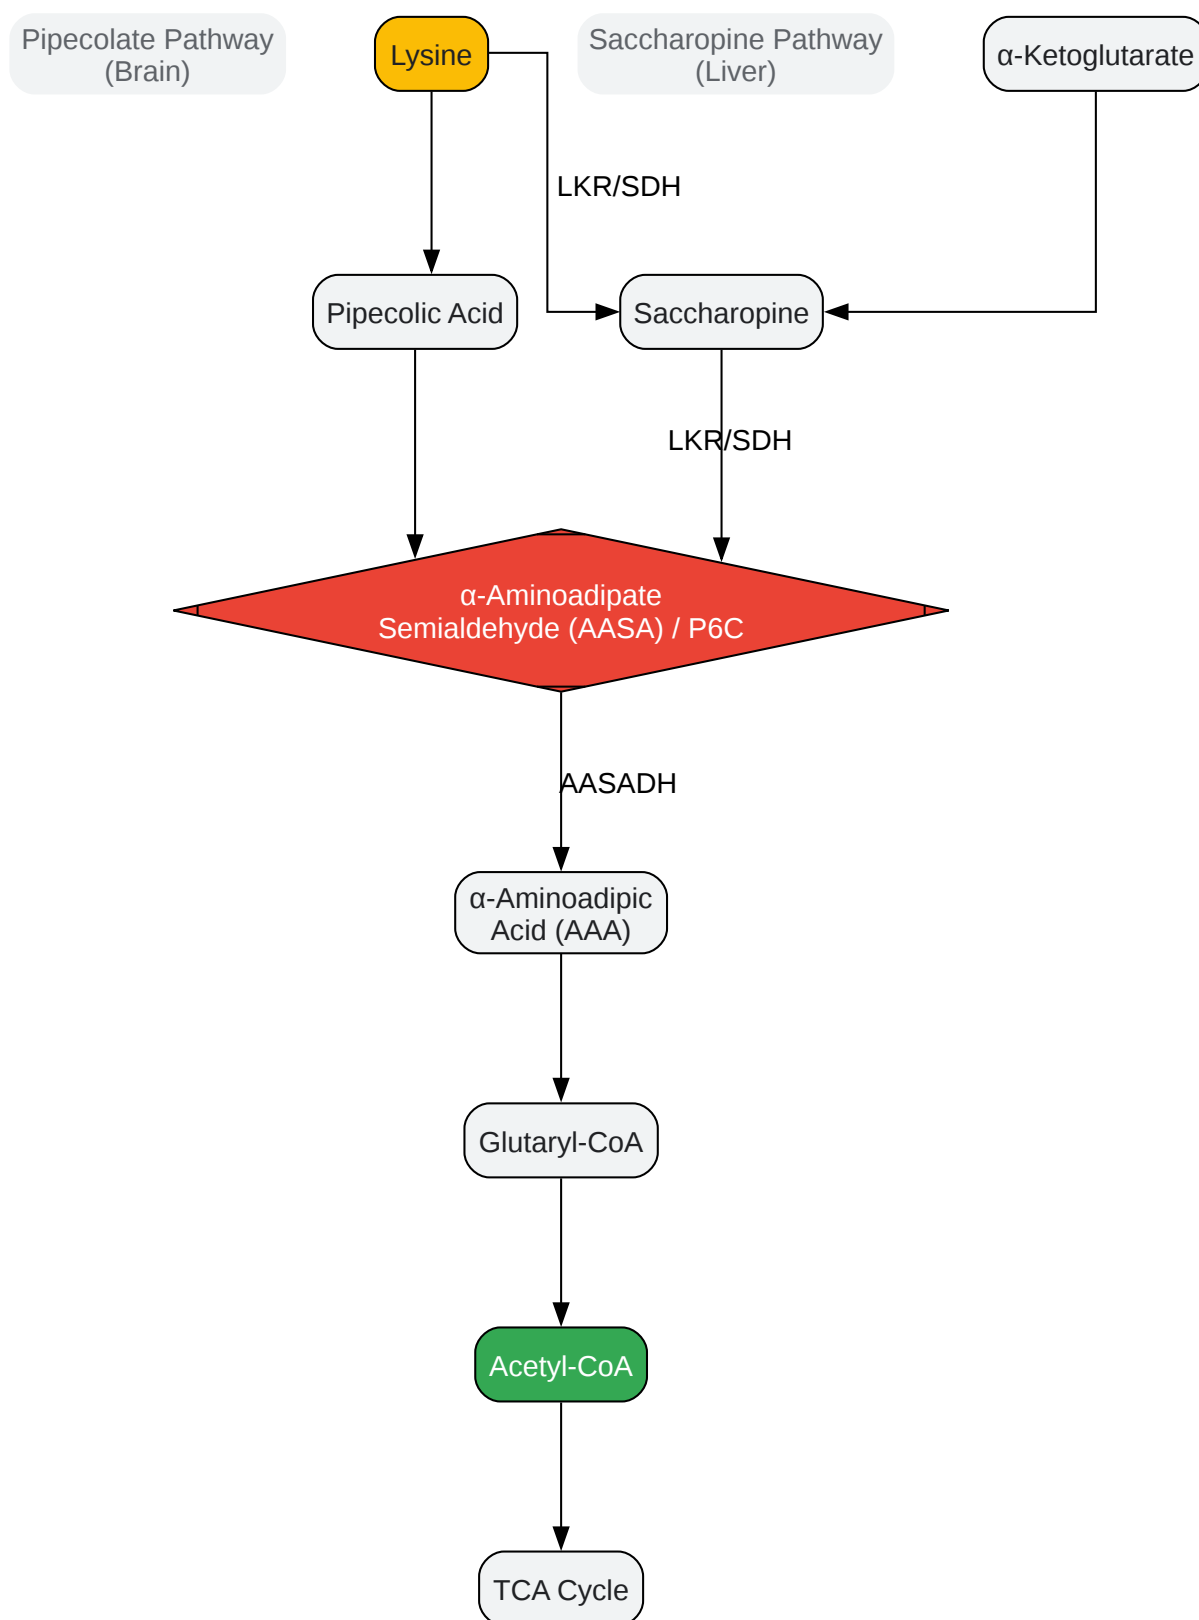 Pipecolate Pathway
(Brain)
Lysine
Saccharopine Pathway
(Liver)
α-Ketoglutarate
LKR/SDH
Pipecolic Acid
Saccharopine
LKR/SDH
α-Aminoadipate
Semialdehyde (AASA) / P6C
AASADH
α-Aminoadipic
Acid (AAA)
Glutaryl-CoA
Acetyl-CoA
TCA Cycle